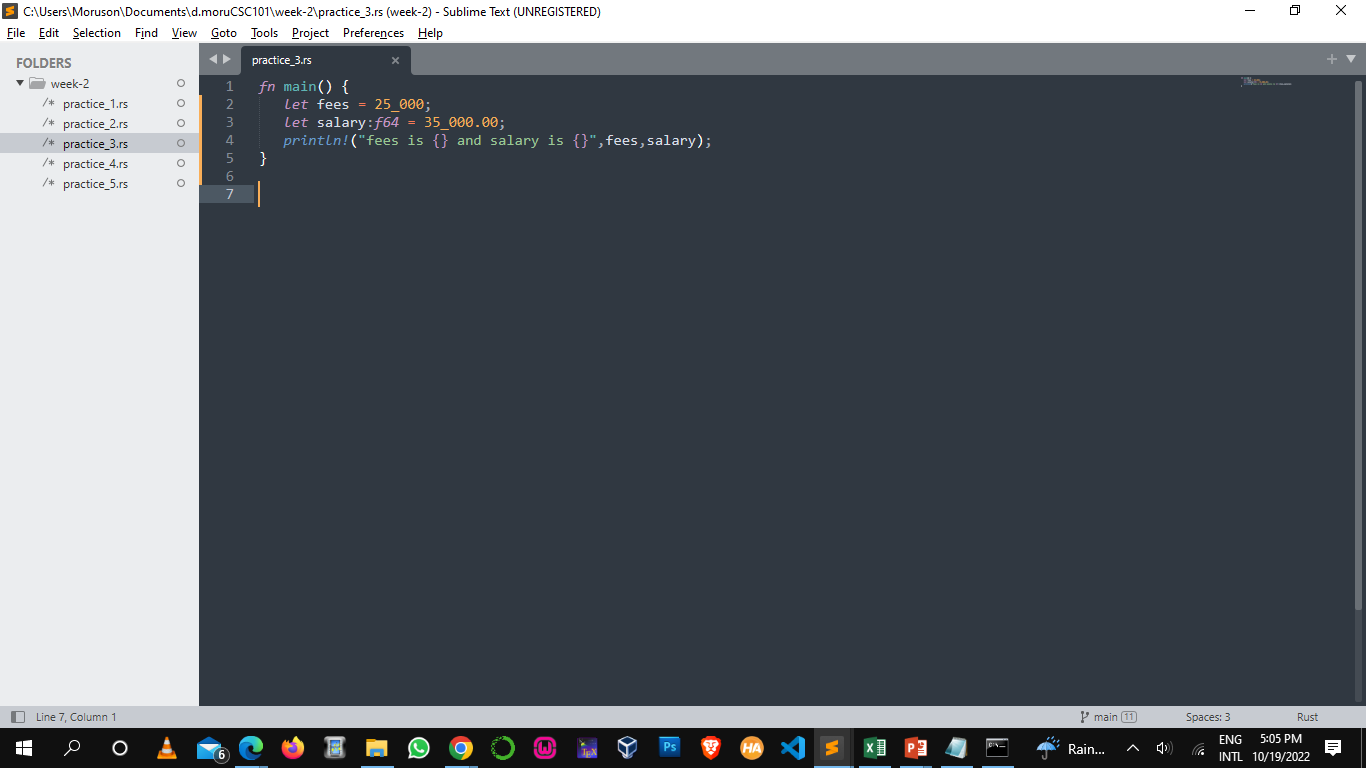 C:\Users\Moruson\Documents\d.moruCSC101\week-2\practice_3.rs (week-2) - Sublime Text (UNREGISTERED)
File Edit Selection Find View Goto Tools Project Preferences Help
FOLDERS
week-2
/* practice_1.rs
/* practice_2.rs
/* practice_3.rs
/* practice_4.rs
/* practice_5.rs
practice_3.rs
1 fn main() {
2 let fees = 25_000;
3 let salary:f64 = 35_000.00;
4 println!("fees is {} and salary is {}",fees,salary);
5 }
6
7
Line 7, Column 1
main 11
Spaces: 3
Rust
6
Ps
HA
Rain...
ENG
INTL
5:05 PM
10/19/2022